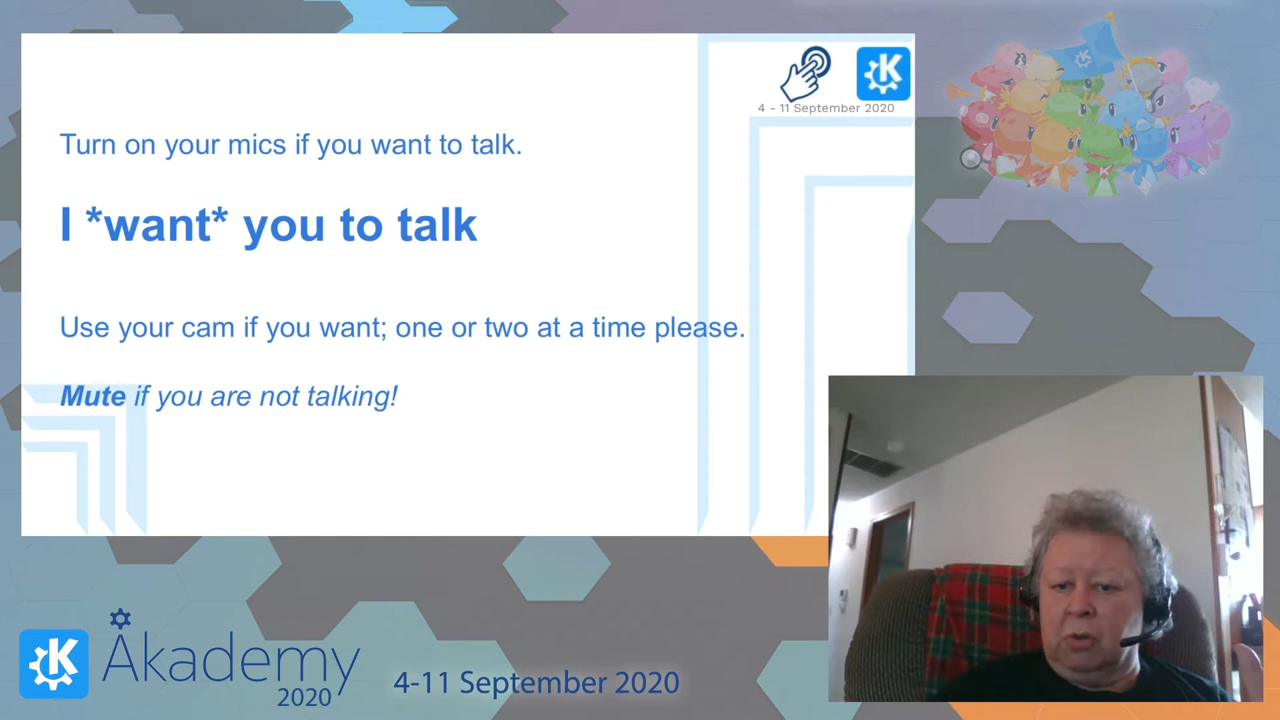 4 - 11 September 2020
Turn on your mics if you want to talk.
I *want* you to talk
Use your cam if you want; one or two at a time please.
Mute if you are not talking!
Akademy
2020
4-11 September 2020